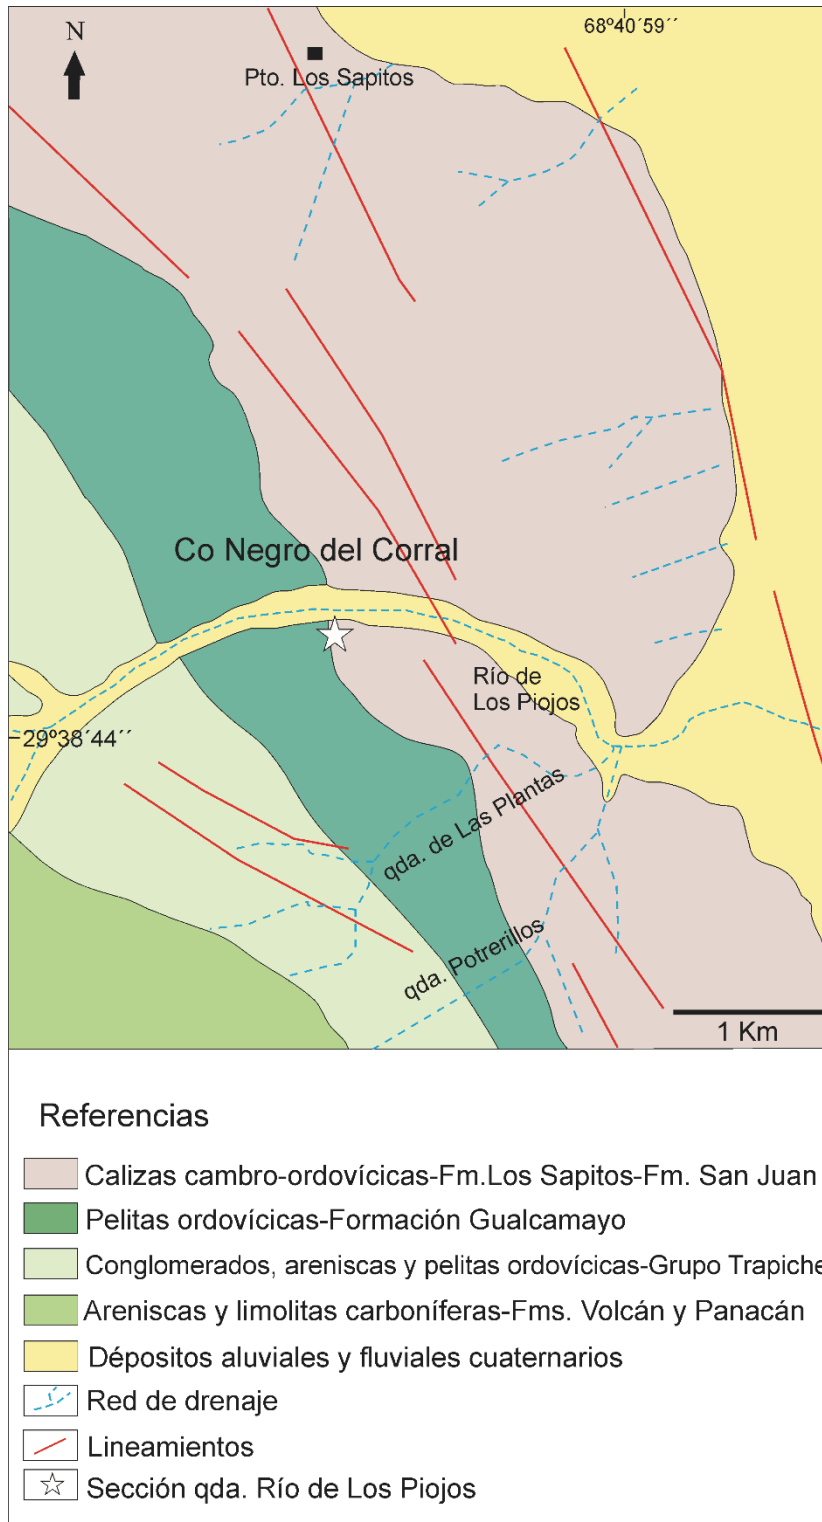 68º40´59´´
N
Pto. Los Sapitos
Co Negro del Corral
Río de
Los Piojos
29º38´44´´
qda. de Las Plantas
qda. Potrerillos
1 Km
Referencias
Calizas cambro-ordovícicas-Fm.Los Sapitos-Fm. San Juan
Pelitas ordovícicas-Formación Gualcamayo
Conglomerados, areniscas y pelitas ordovícicas-Grupo Trapiche
Areniscas y limolitas carboníferas-Fms. Volcán y Panacán
Dépositos aluviales y fluviales cuaternarios
Red de drenaje
Lineamientos
Sección qda. Río de Los Piojos